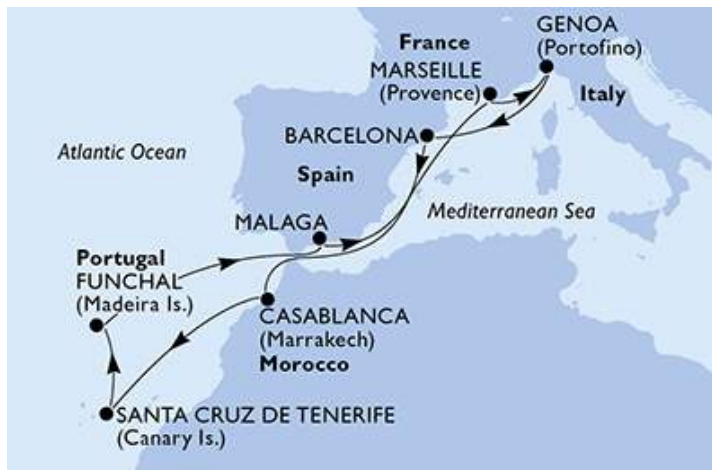 GENOA
(Portofino)
France
MARSEILLE
(Provence)
Italy
BARCELONA
Atlantic Ocean
Spain
Mediterranean Sea
MALAGA
Portugal
FUNCHAL
(Madeira Is.)
CASABLANCA
(Marrakech)
Morocco
SANTA CRUZ DE TENERIFE
(Canary Is.)